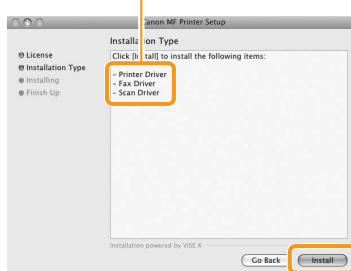 Canon MF Printer Setup
Installation Type
License
Installation Type
Installing
Finish Up
Click [Install] to install the following items:
- Printer Driver
- Fax Driver
- Scan Driver
Installation powered by VISE X
Go Back
Install